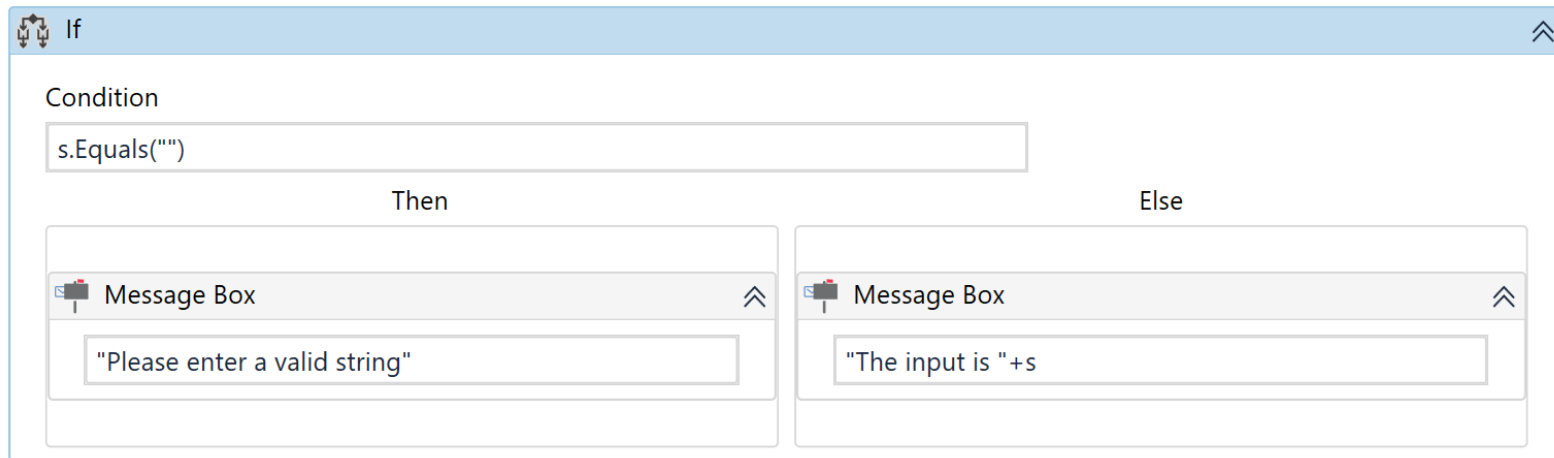 If
Condition
s.Equals("")
Then
Else
Message Box
"Please enter a valid string"
Message Box
"The input is "+s